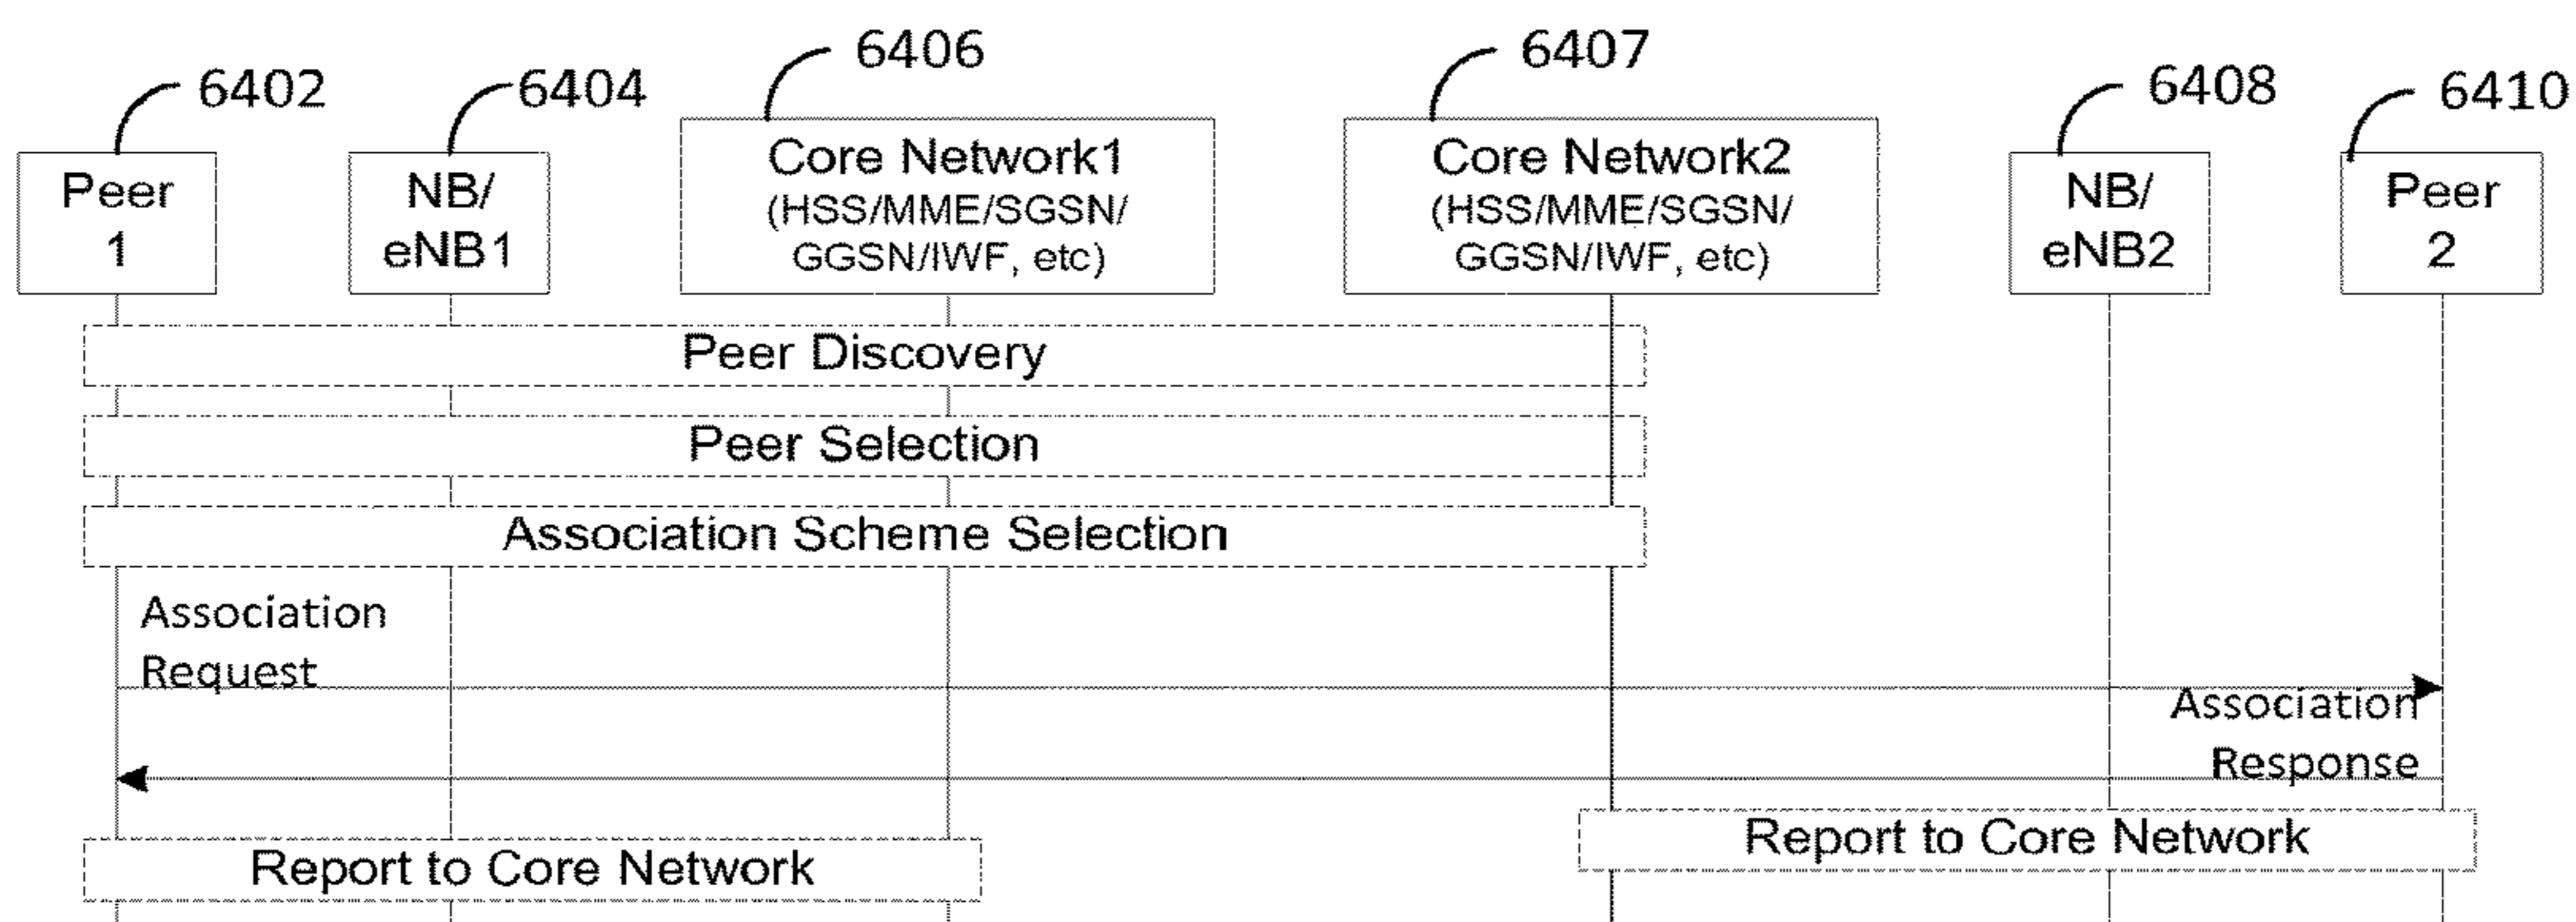 6402
6404
6406
6407
6408
6410
Peer
1
NB/
eNB1
Core Network1
(HSS/MME/SGSN/
GGSN/IWF, etc)
Core Network2
(HSS/MME/SGSN/
GGSN/IWF, etc)
NB/
eNB2
Peer
2
Peer Discovery
Peer Selection
Association Scheme Selection
Association
Request
Association
Response
Report to Core Network
Report to Core Network